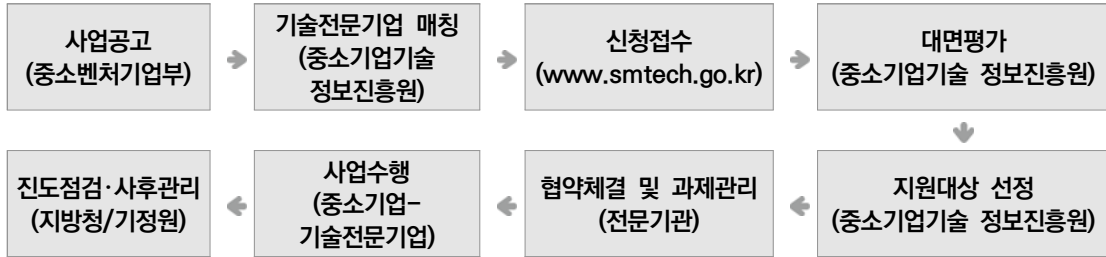 사업공고
(중소벤처기업부)
기술전문기업 매칭
(중소기업기술
정보진흥원)
신청접수
(www.smtech.go.kr)
대면평가
(중소기업기술 정보진흥원)
지원대상 선정
(중소기업기술 정보진흥원)
협약체결 및 과제관리
(전문기관)
사업수행
(중소기업-
기술전문기업)
진도점검·사후관리
(지방청/기정원)